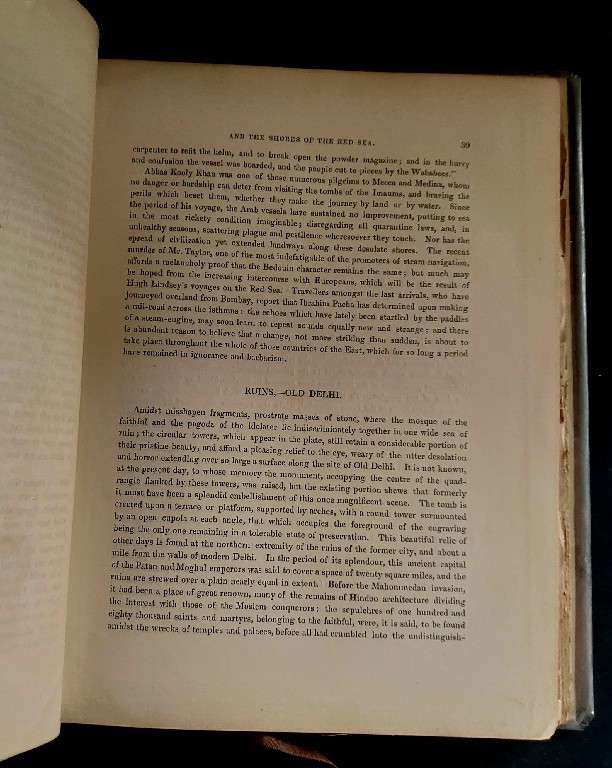 AND THE SHORES OF THE RED SEA. 39
carpenter to refit the helm, and to break open the powder magazine; and in the hurry
and confusion the vessel was boarded, and the people cut to pieces by the Wahabees."
Abbas Kooly Khan was one of those numerous pilgrims to Mecca and Medina, whom
no danger or hardship can deter from visiting the tombs of the Imaums, and braving the
perils which beset them, whether they make the journey by land or by water. Since
the period of his voyage, the Arab vessels have sustained no improvement, putting to sea
in the most rickety condition imaginable; disregarding all quarantine laws, and, in
unhealthy seasons, scattering plague and pestilence wheresoever they touch. Nor has the
spread of civilization yet extended landways along these desolate shores. The recent
murder of Mr. Taylor, one of the most indefatigable of the promoters of steam navigation,
affords a melancholy proof that the Bedouin character remains the same; but much may
be hoped from the increasing intercourse with Europeans, which will be the result of
Hugh Lindsey's voyages on the Red Sea. Travellers amongst the last arrivals, who have
journeyed overland from Bombay, report that Ibrahim Pacha has determined upon making
a rail-road across the isthmus: the echoes which have lately been startled by the paddles
of a steam-engine, may soon learn to repeat sounds equally new and strange; and there
is abundant reason to believe that a change, not more striking than sudden, is about to
take place throughout the whole of those countries of the East, which for so long a period
have remained in ignorance and barbarism.
RUINS,—OLD DELHI.
Amidst misshapen fragments, prostrate masses of stone, where the mosque of the
faithful and the pagoda of the idolater lie indiscriminately together in one wide sea of
ruin; the circular towers, which appear in the plate, still retain a considerable portion of
their pristine beauty, and afford a pleasing relief to the eye, weary of the utter desolation
and horror extending over so large a surface along the site of Old Delhi. It is not known,
at the present day, to whose memory the monument, occupying the centre of the quad-
rangle flanked by these towers, was raised, but the existing portion shows that formerly
it must have been a splendid embellishment of this once magnificent scene. The tomb is
erected upon a terrace or platform, supported by arches, with a round tower surmounted
by an open cupola at each angle, that which occupies the foreground of the engraving
being the only one remaining in a tolerable state of preservation. This beautiful relic of
other days is found at the northern extremity of the ruins of the former city, and about a
mile from the walls of modern Delhi. In the period of its splendour, this ancient capital
of the Patan and Moghul emperors was said to cover a space of twenty square miles, and the
ruins are strewed over a plain nearly equal in extent. Before the Mahommedan invasion,
it had been a place of great renown, many of the remains of Hindoo architecture dividing
the interest with those of the Moslem conquerors: the sepulchres of one hundred and
eighty thousand saints and martyrs, belonging to the faithful, were, it is said, to be found
amidst the wrecks of temples and palaces, before all had crumbled into the undistinguish-